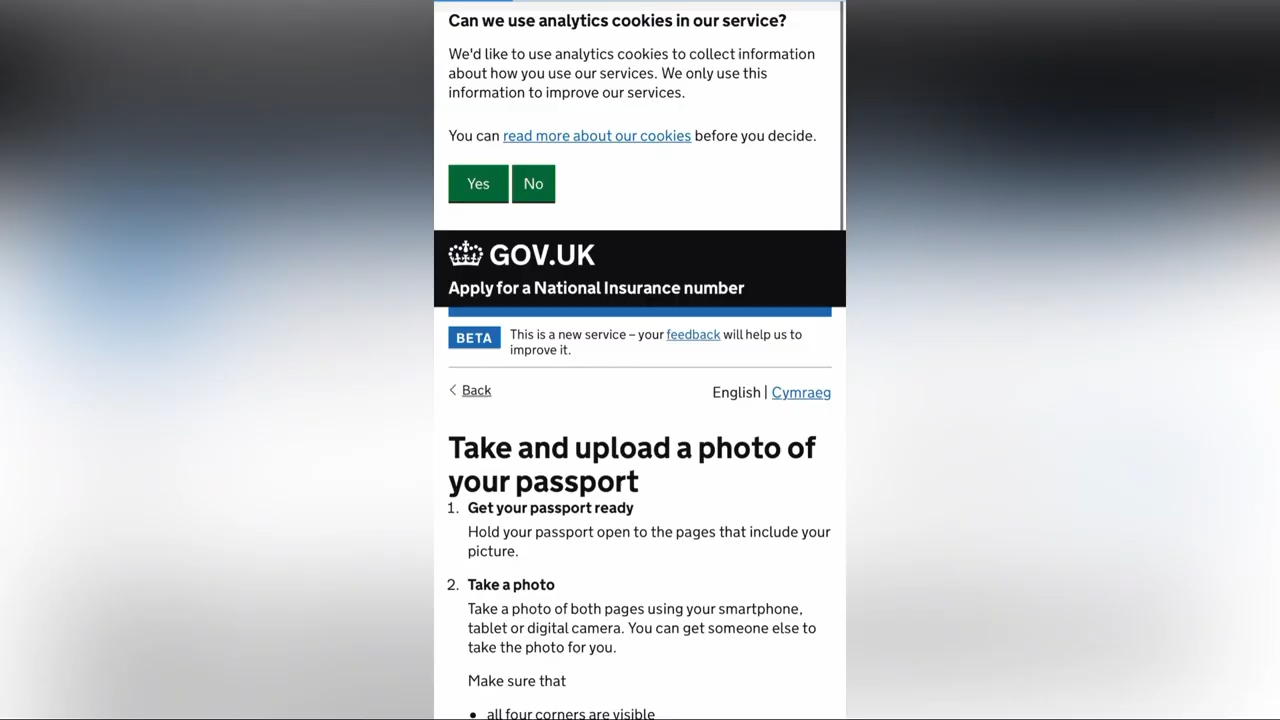 Can we use analytics cookies in our service?
We'd like to use analytics cookies to collect information
about how you use our services. We only use this
information to improve our services.
You can read more about our cookies before you decide.
Yes No
GOV.UK
Apply for a National Insurance number
BETA This is a new service – your feedback will help us to
improve it.
Back English | Cymraeg
Take and upload a photo of
your passport
1. Get your passport ready
Hold your passport open to the pages that include your
picture.
2. Take a photo
Take a photo of both pages using your smartphone,
tablet or digital camera. You can get someone else to
take the photo for you.
Make sure that
• all four corners are visible